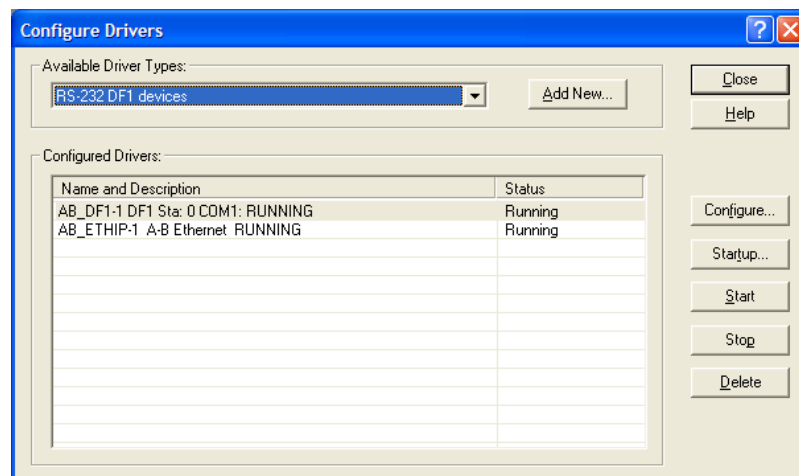 Configure Drivers
?
X
Available Driver Types:
RS-232 DF1 devices
Add New...
Close
Help
Configured Drivers:
Name and Description Status
AB_DF1-1 DF1 Sta: 0 COM1: RUNNING Running
AB_ETHIP-1 A-B Ethernet RUNNING Running
Configure...
Startup...
Start
Stop
Delete